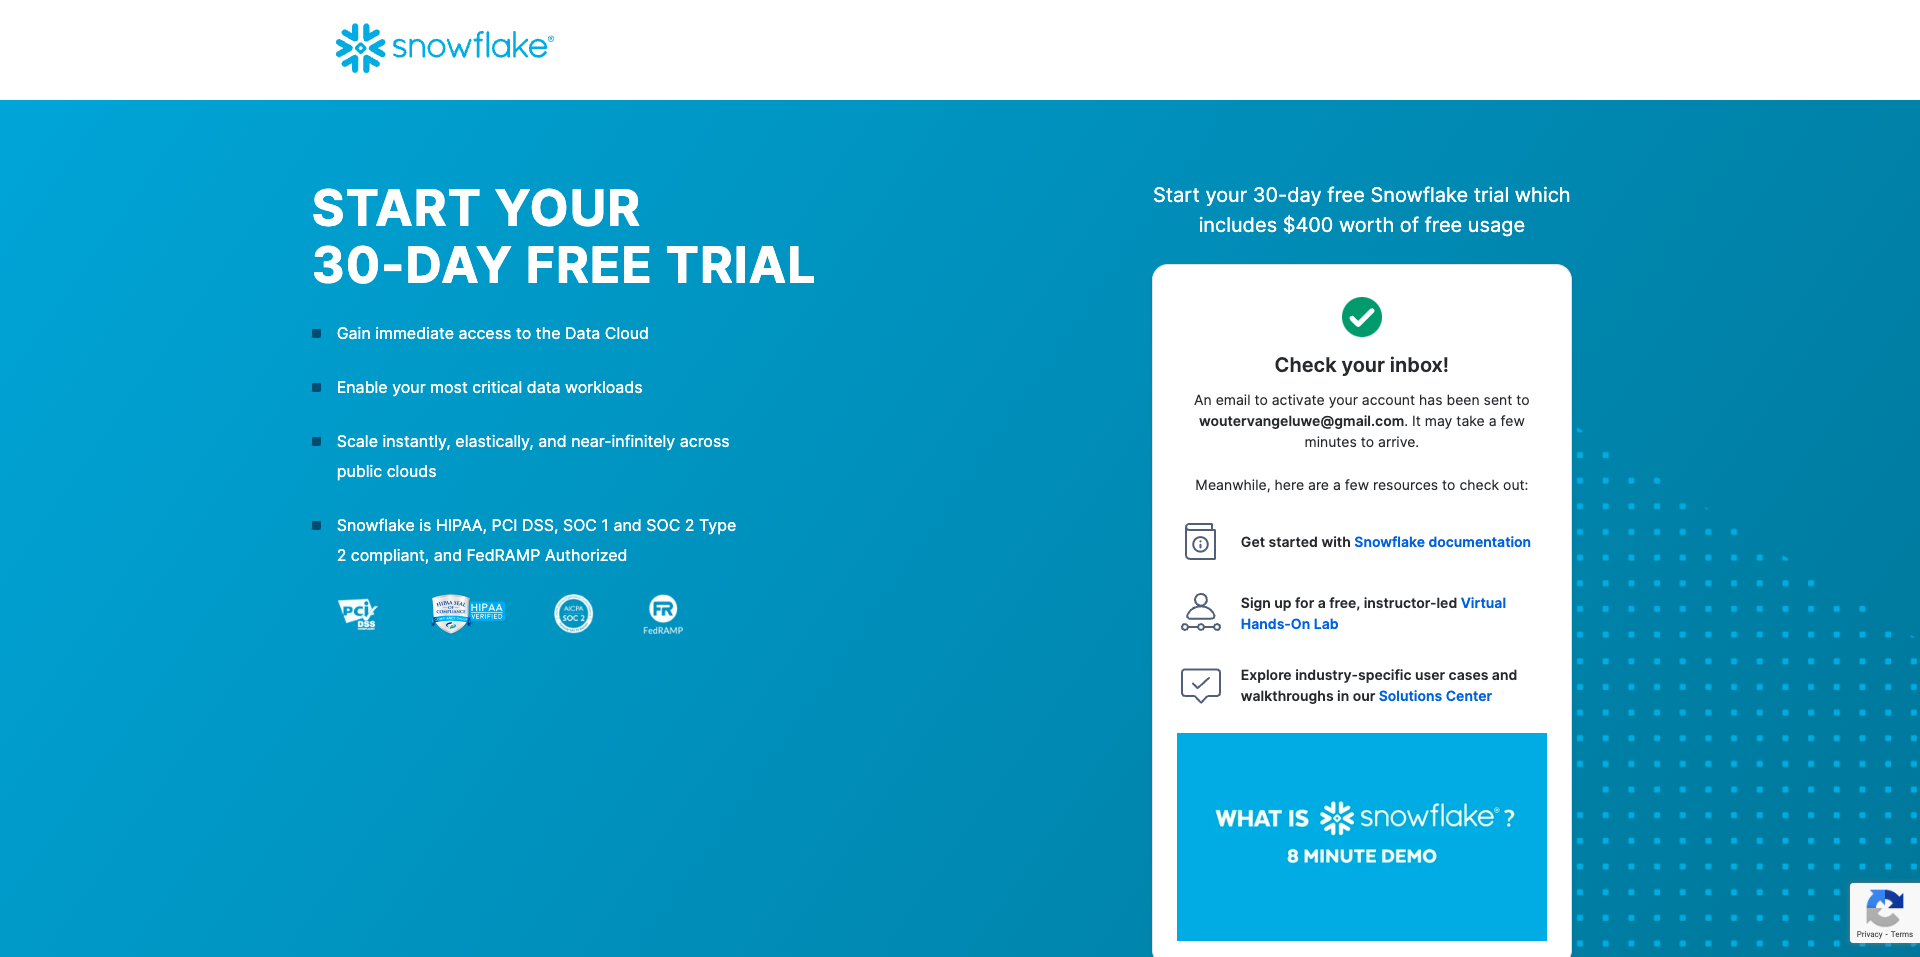 snowflake®
START YOUR
30-DAY FREE TRIAL
Gain immediate access to the Data Cloud
Enable your most critical data workloads
Scale instantly, elastically, and near-infinitely across
public clouds
Snowflake is HIPAA, PCI DSS, SOC 1 and SOC 2 Type
2 compliant, and FedRAMP Authorized
PCI
DSS
HIPAA SEAL
OF
COMPLIANCE
HIPAA
VERIFIED
AICPA
SOC 2
FR
FedRAMP
Start your 30-day free Snowflake trial which
includes $400 worth of free usage
Check your inbox!
An email to activate your account has been sent to
woutervangeluwe@gmail.com. It may take a few
minutes to arrive.
Meanwhile, here are a few resources to check out:
Get started with Snowflake documentation
Sign up for a free, instructor-led Virtual
Hands-On Lab
Explore industry-specific user cases and
walkthroughs in our Solutions Center
WHAT IS snowflake® ?
8 MINUTE DEMO
Privacy - Terms